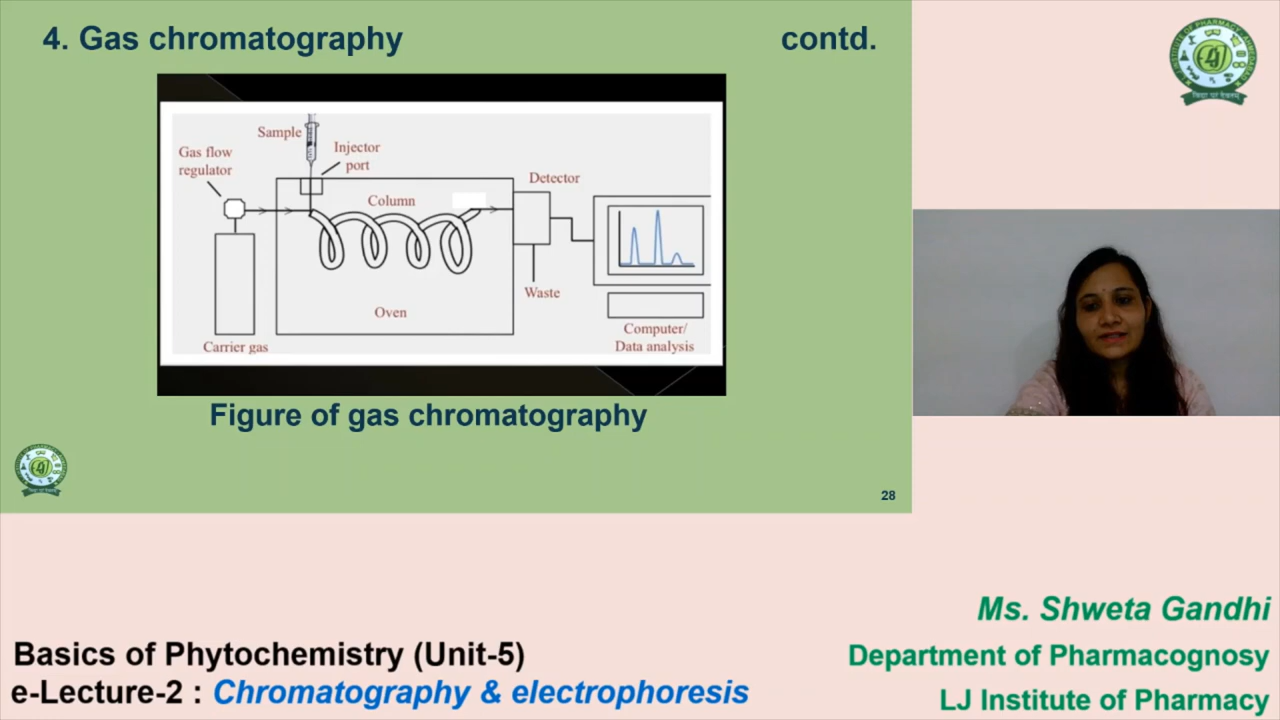 4. Gas chromatography contd.
Sample
Gas flow
regulator
Injector
port
Column
Detector
Oven
Waste
Carrier gas
Computer/
Data analysis
Figure of gas chromatography
28
Ms. Shweta Gandhi
Basics of Phytochemistry (Unit-5)
Department of Pharmacognosy
e-Lecture-2 : Chromatography & electrophoresis
LJ Institute of Pharmacy